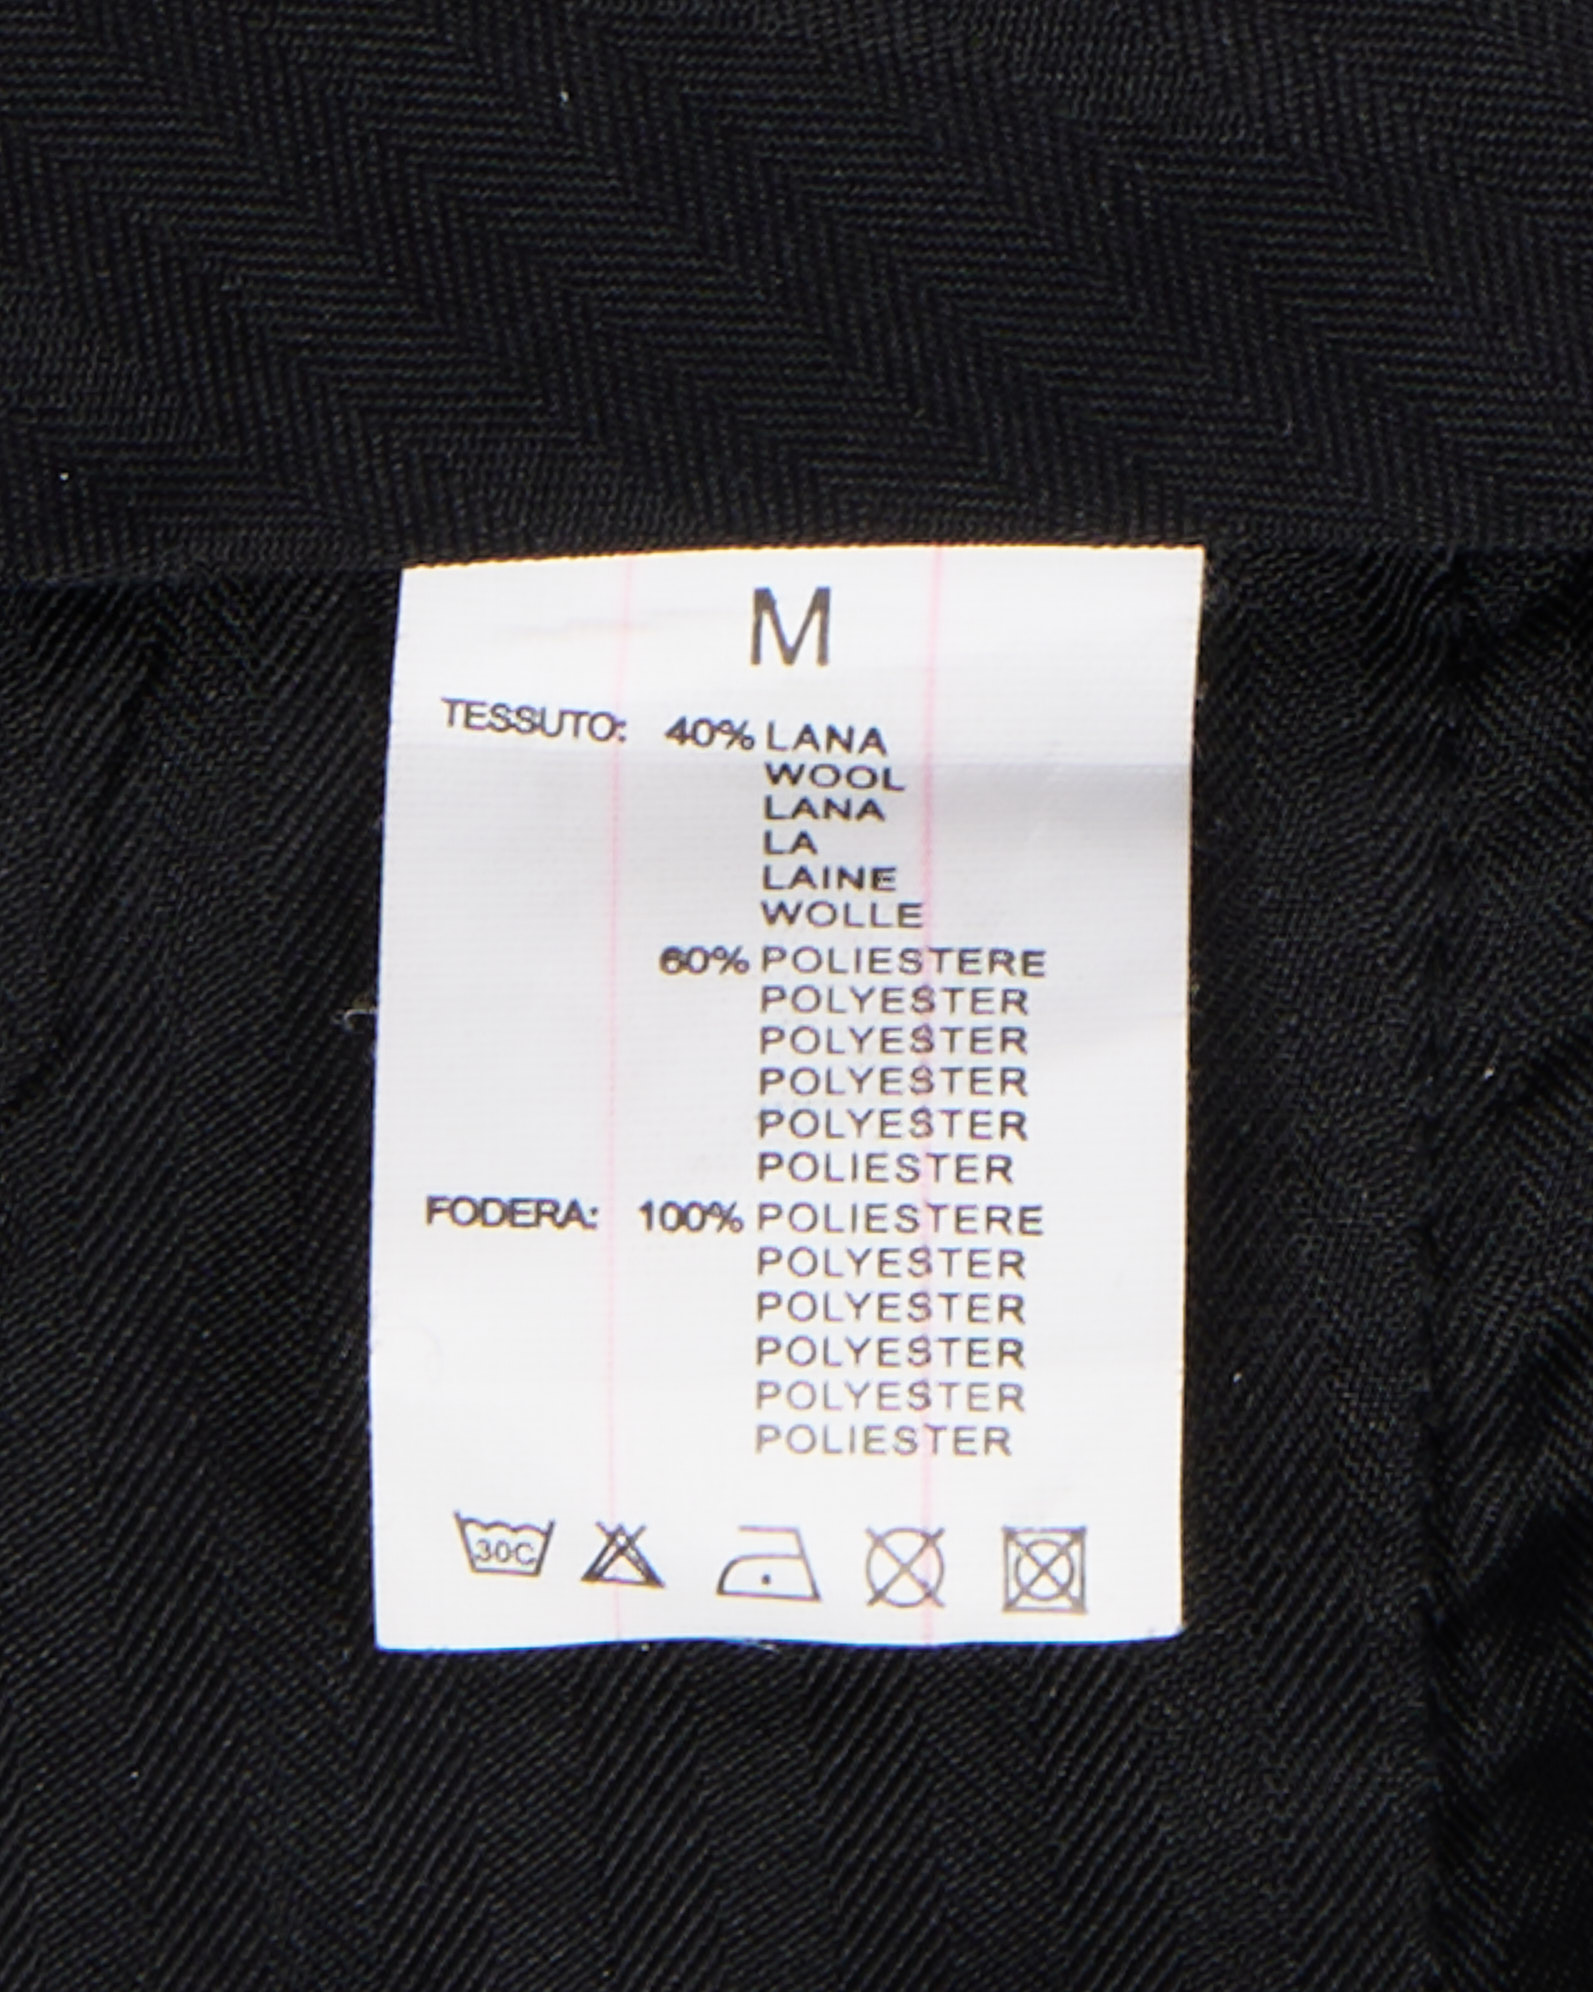 M
TESSUTO: 40% LANA
WOOL
LANA
LA
LAINE
WOLLE
60% POLIESTERE
POLYESTER
POLYESTER
POLYESTER
POLYESTER
POLIESTER
FODERA: 100% POLIESTERE
POLYESTER
POLYESTER
POLYESTER
POLYESTER
POLIESTER
30C